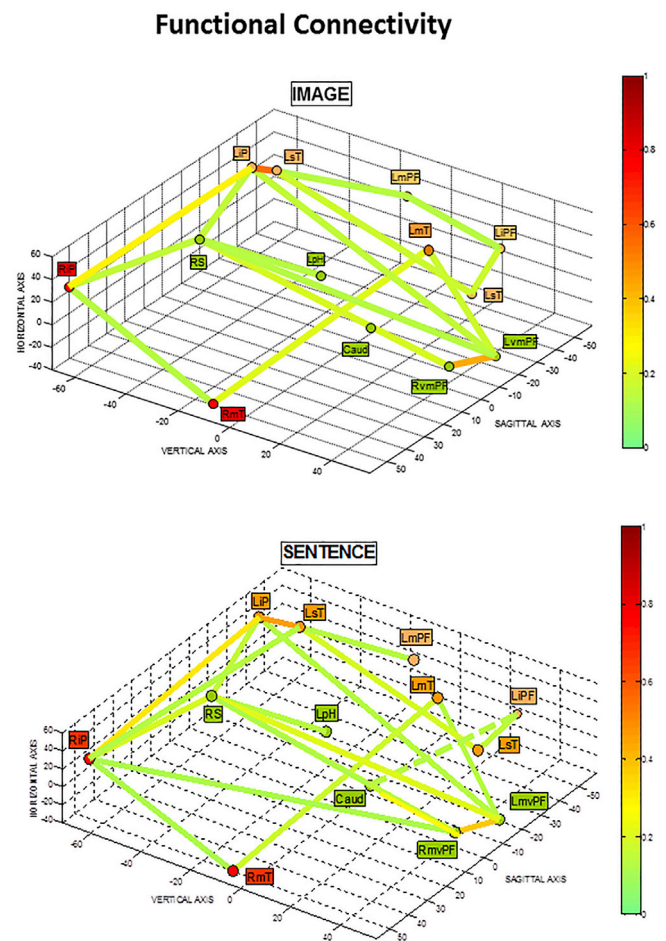 Functional Connectivity
IMAGE
LiP
LsT
LmPF
LmT
LiPF
RS
LpH
RiP
LsT
Caud
LvmPF
RvmPF
RmT
HORIZONTAL AXIS
60
40
20
0
-20
-40
VERTICAL AXIS
-60
-40
-20
0
20
40
SAGITTAL AXIS
50
40
30
20
10
0
-10
-20
-30
-40
-50
1
0.8
0.6
0.4
0.2
0
SENTENCE
LiP
LsT
LmPF
LmT
LiPF
RS
LpH
RiP
LsT
Caud
LmvPF
RmvPF
RmT
HORIZONTAL AXIS
60
40
20
0
-20
-40
VERTICAL AXIS
-60
-40
-20
0
20
40
SAGITTAL AXIS
50
40
30
20
10
0
-10
-20
-30
-40
-50
1
0.8
0.6
0.4
0.2
0